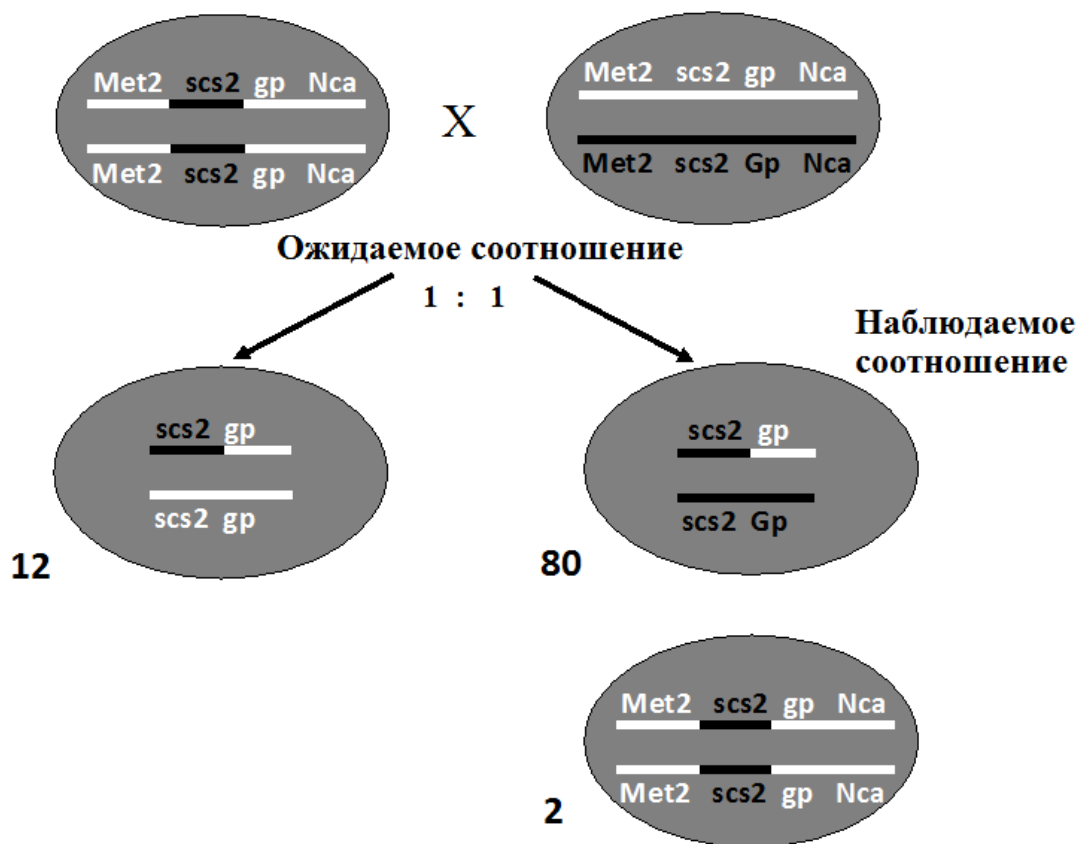 Met2 scs2 gp Nca
Met2 scs2 gp Nca
X
Met2 scs2 gp Nca
Met2 scs2 Gp Nca
Ожидаемое соотношение
1 : 1
Наблюдаемое
соотношение
scs2 gp
scs2 gp
12
scs2 gp
scs2 Gp
80
Met2 scs2 gp Nca
Met2 scs2 gp Nca
2